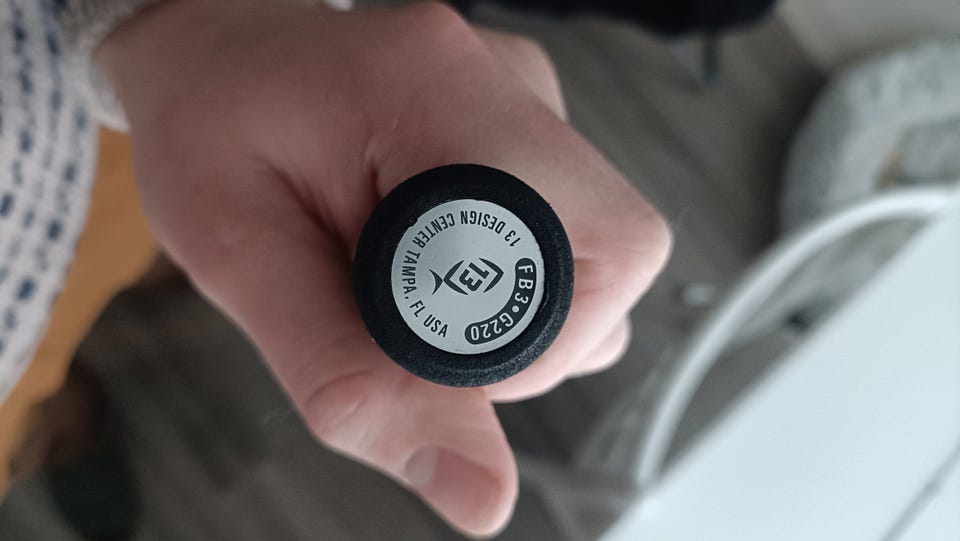 13 DESIGN CENTER TAMPA, FL USA
13
FB3•G220